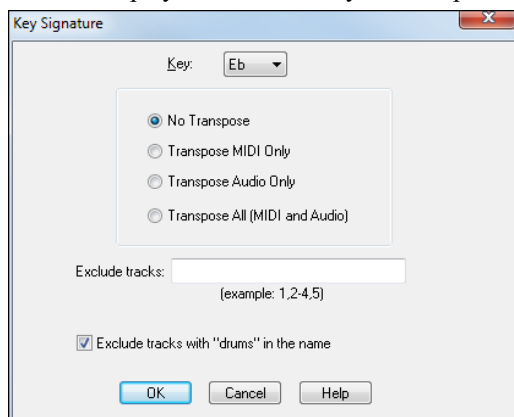 Key Signature
Key: Eb
No Transpose
Transpose MIDI Only
Transpose Audio Only
Transpose All (MIDI and Audio)
Exclude tracks:
(example: 1,2-4,5)
Exclude tracks with "drums" in the name
OK Cancel Help